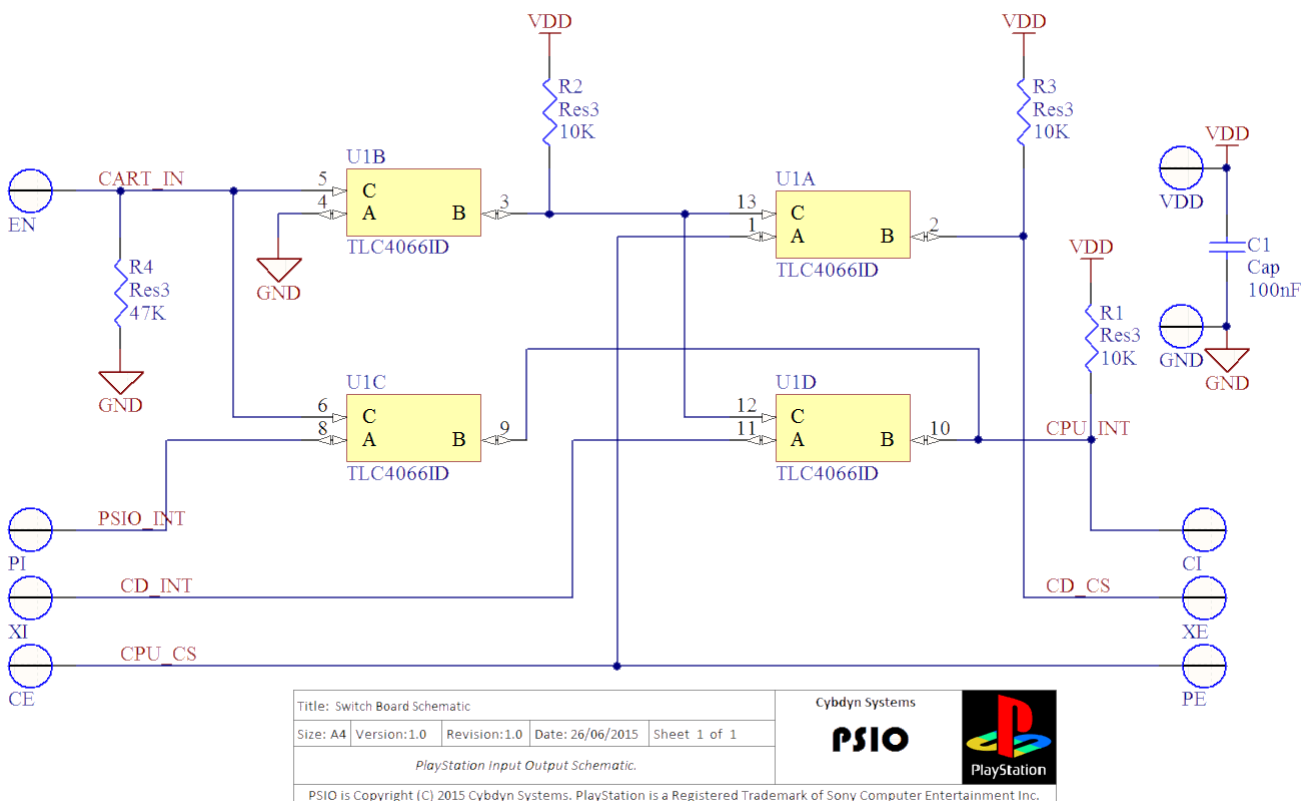 VDD
R2
Res3
10K
VDD
R3
Res3
10K
VDD
VDD
C1
Cap
100nF
GND
GND
EN
CART_IN
R4
Res3
47K
GND
U1B
5
C
4
A
B
3
TLC4066ID
GND
U1A
13
C
1
A
B
2
TLC4066ID
VDD
R1
Res3
10K
U1C
6
C
8
A
B
9
TLC4066ID
U1D
12
C
11
A
B
10
TLC4066ID
CPU_INT
PSIO_INT
PI
CI
CD_INT
XI
CD_CS
XE
CPU_CS
CE
PE
Title: Switch Board Schematic
Size: A4 Version:1.0 Revision:1.0 Date: 26/06/2015 Sheet 1 of 1
PlayStation Input Output Schematic.
Cybdyn Systems
PSIO
PlayStation
PSIO is Copyright (C) 2015 Cybdyn Systems. PlayStation is a Registered Trademark of Sony Computer Entertainment Inc.